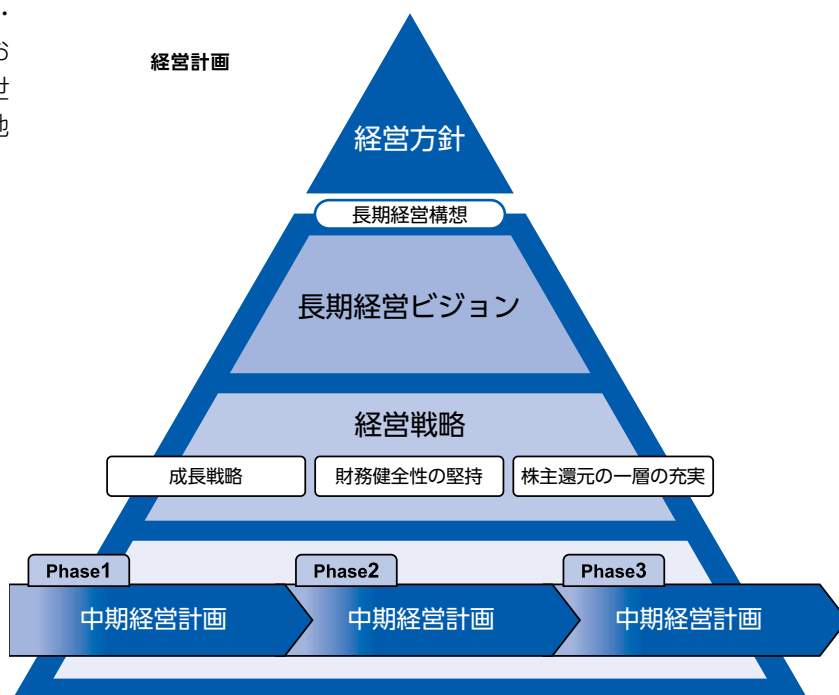 ・
お
せ
地
経営計画
経営方針
長期経営構想
長期経営ビジョン
経営戦略
成長戦略
財務健全性の堅持
株主還元の一層の充実
Phase1
Phase2
Phase3
中期経営計画
中期経営計画
中期経営計画